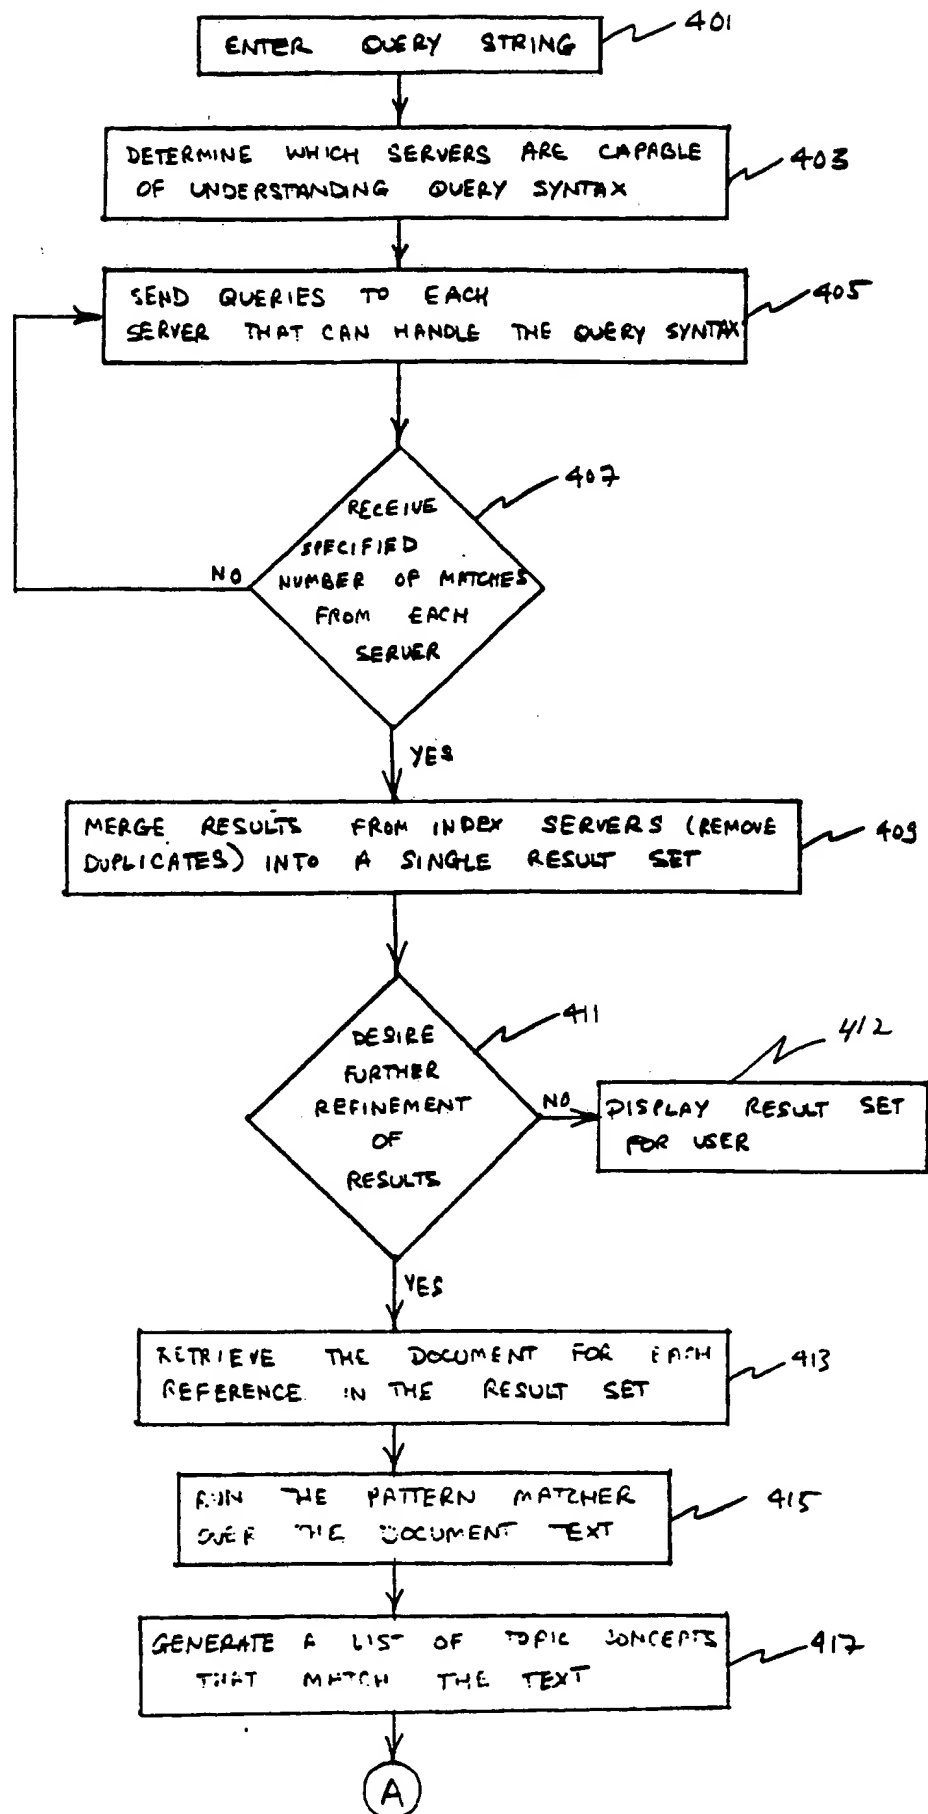 ENTER QUERY STRING
401
DETERMINE WHICH SERVERS ARE CAPABLE
OF UNDERSTANDING QUERY SYNTAX
403
SEND QUERIES TO EACH
SERVER THAT CAN HANDLE THE QUERY SYNTAX
405
RECEIVE
SPECIFIED
NUMBER OF MATCHES
FROM EACH
SERVER
407
NO
YES
MERGE RESULTS FROM INDEX SERVERS (REMOVE
DUPLICATES) INTO A SINGLE RESULT SET
409
DESIRE
FURTHER
REFINEMENT
OF
RESULTS
411
NO
412
DISPLAY RESULT SET
FOR USER
YES
RETRIEVE THE DOCUMENT FOR EACH
REFERENCE IN THE RESULT SET
413
RUN THE PATTERN MATCHER
OVER THE DOCUMENT TEXT
415
GENERATE A LIST OF TOPIC CONCEPTS
THAT MATCH THE TEXT
417
A